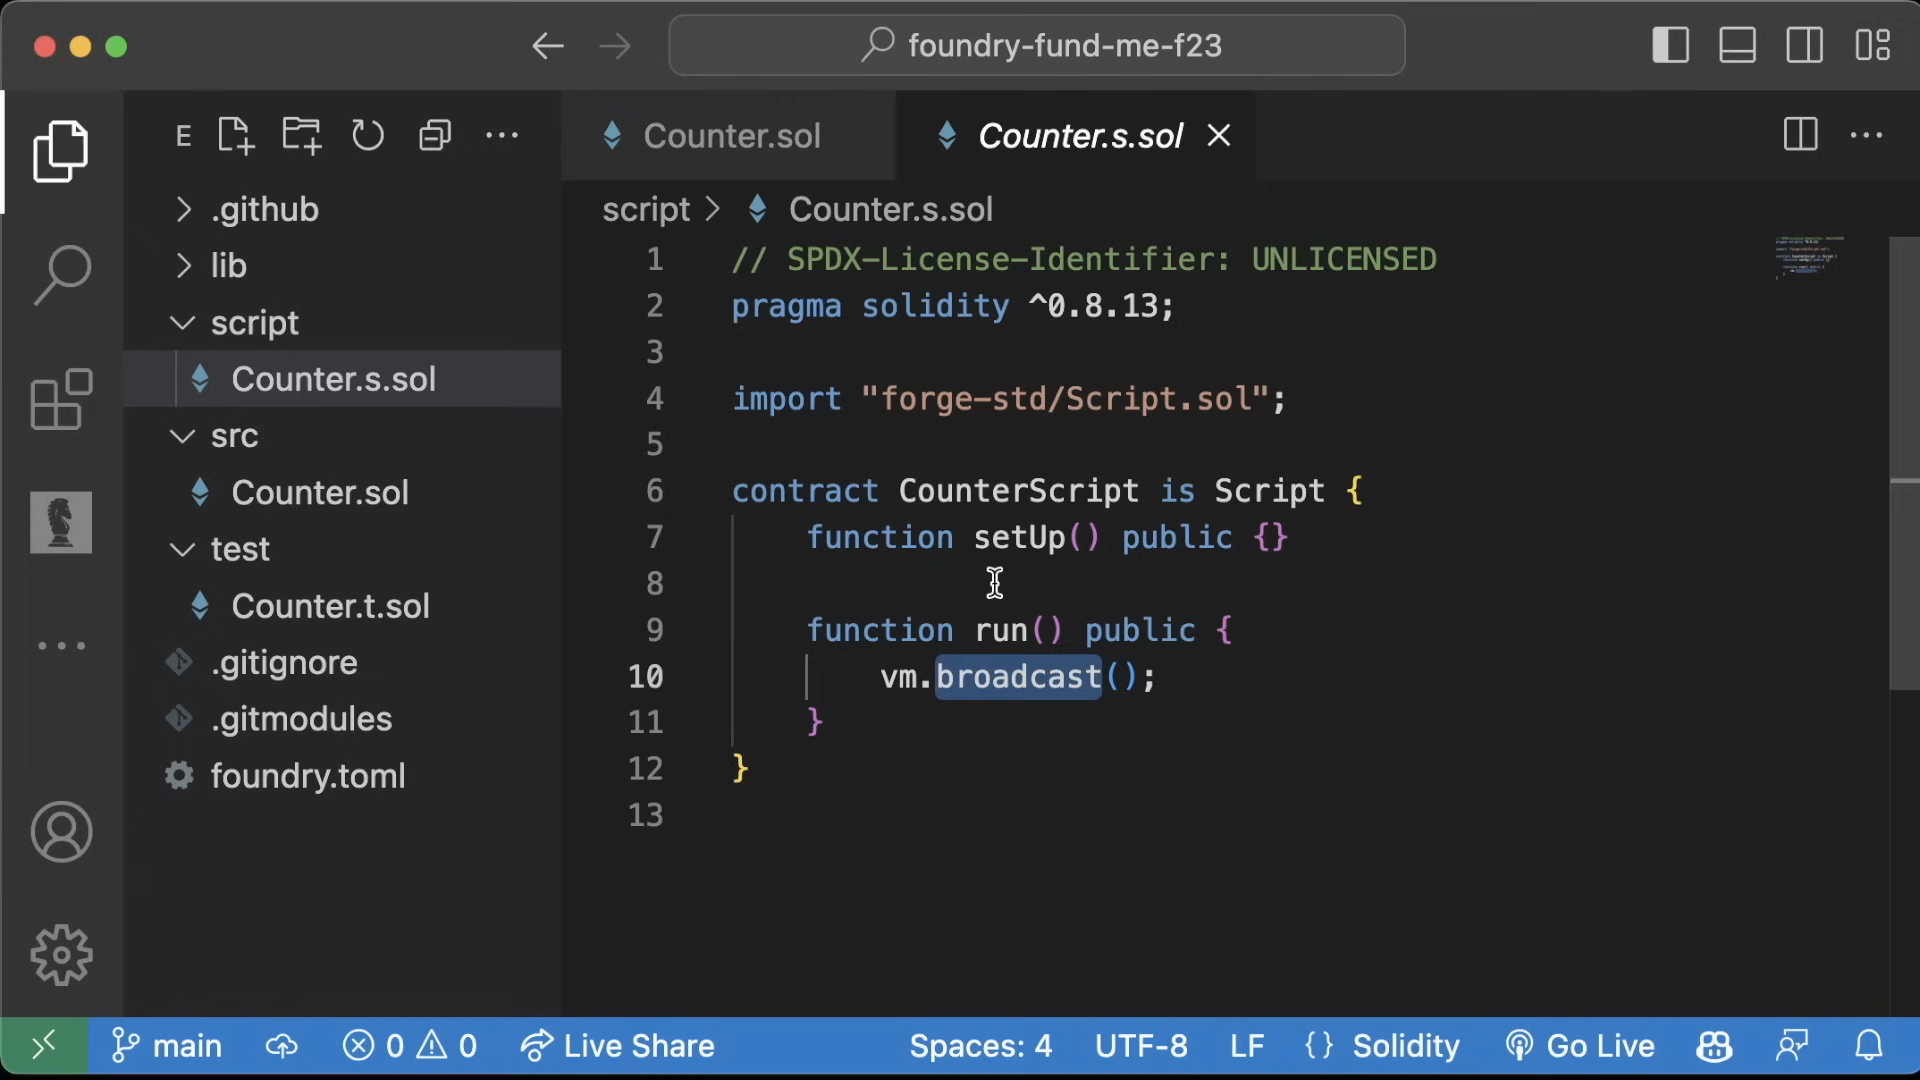 foundry-fund-me-f23
E
.github
lib
script
Counter.s.sol
src
Counter.sol
test
Counter.t.sol
.gitignore
.gitmodules
foundry.toml
Counter.sol
Counter.s.sol
script > Counter.s.sol
1 // SPDX-License-Identifier: UNLICENSED
2 pragma solidity ^0.8.13;
3
4 import "forge-std/Script.sol";
5
6 contract CounterScript is Script {
7 function setUp() public {}
8
9 function run() public {
10 vm.broadcast();
11 }
12 }
13
main 0 0 Live Share Spaces: 4 UTF-8 LF {} Solidity Go Live